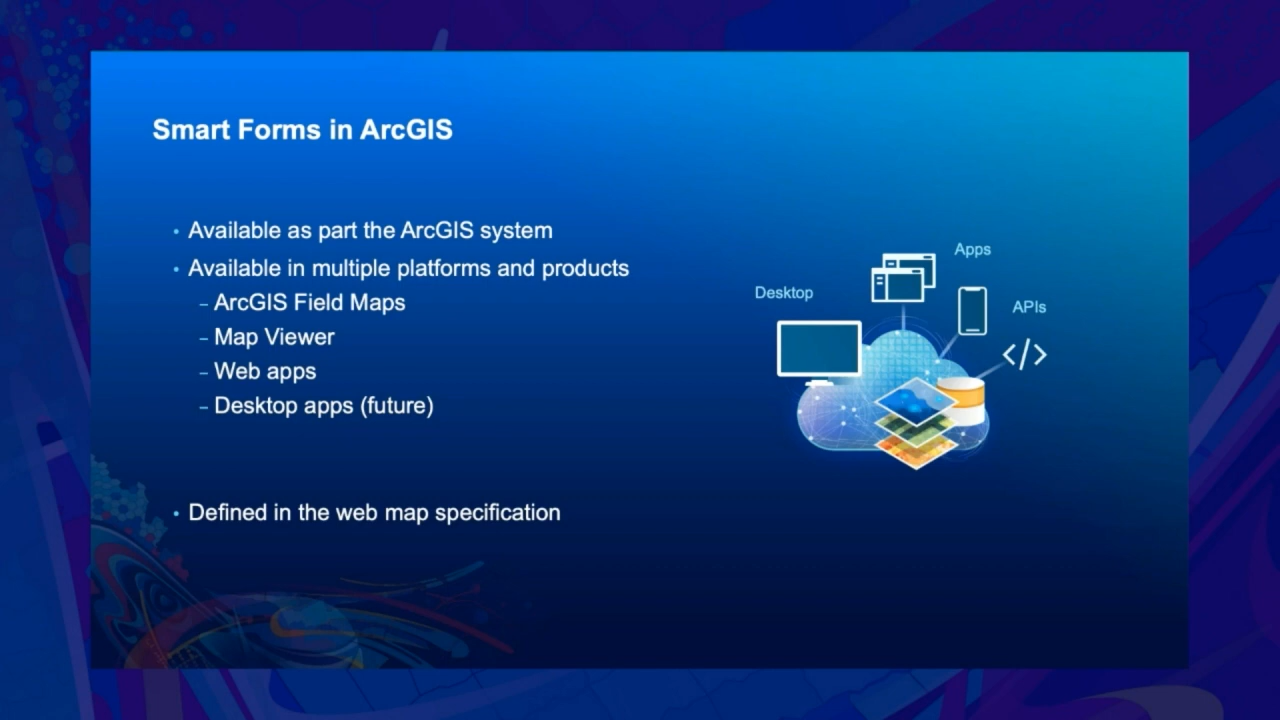 Smart Forms in ArcGIS
• Available as part the ArcGIS system
• Available in multiple platforms and products
– ArcGIS Field Maps
– Map Viewer
– Web apps
– Desktop apps (future)
• Defined in the web map specification
Apps
Desktop
APIs
</>